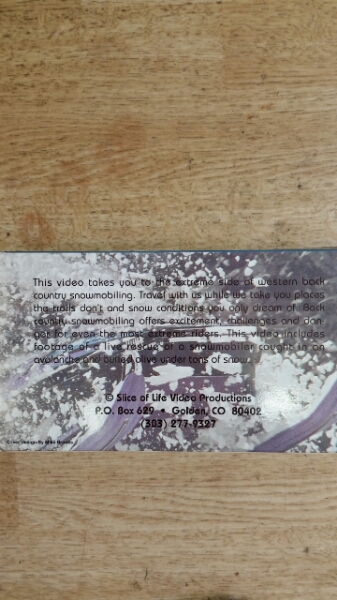 This video takes you to the extreme side of western back
country snowmobiling. Travel with us while we take you places
the trails don't and snow conditions you only dream of. Back
country snowmobiling offers excitement, challenges and dan-
ger for even the most extream riders. This video includes
footage of a live rescue of a snowmobiler caught in an
avalanche and buried alive under tons of snow.
© Slice of Life Video Productions
P.O. Box 629 • Golden, CO 80402
(303) 277-9327
Design By Mike